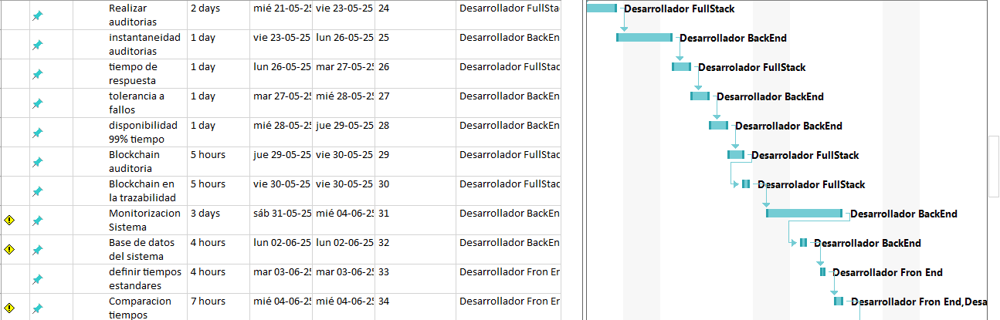 Realizar auditorias 2 days mié 21-05-25 vie 23-05-25 24 Desarrollador FullSta
instantaneidad auditorias 1 day vie 23-05-25 lun 26-05-25 25 Desarrollador BackEn
tiempo de respuesta 1 day lun 26-05-25 mar 27-05-25 26 Desarrolador FullStac
tolerancia a fallos 1 day mar 27-05-25 mié 28-05-25 27 Desarrollador BackEn
disponibilidad 99% tiempo 1 day mié 28-05-25 jue 29-05-25 28 Desarrollador BackEn
Blockchain auditoria 5 hours jue 29-05-25 vie 30-05-25 29 Desarrolador FullStac
Blockchain en la trazabilidad 5 hours vie 30-05-25 vie 30-05-25 30 Desarrolador FullStac
Monitorizacion Sistema 3 days sáb 31-05-25 mié 04-06-25 31 Desarrollador BackEn
Base de datos del sistema 4 hours lun 02-06-25 lun 02-06-25 32 Desarrollador BackEn
definir tiempos estandares 4 hours mar 03-06-25 mar 03-06-25 33 Desarrollador Fron Er
Comparacion tiempos 7 hours mié 04-06-25 mié 04-06-25 34 Desarrollador Fron Er
Desarrollador FullStack
Desarrollador BackEnd
Desarrolador FullStack
Desarrollador BackEnd
Desarrollador BackEnd
Desarrolador FullStack
Desarrolador FullStack
Desarrollador BackEnd
Desarrollador BackEnd
Desarrollador Fron End
Desarrollador Fron End,Desa